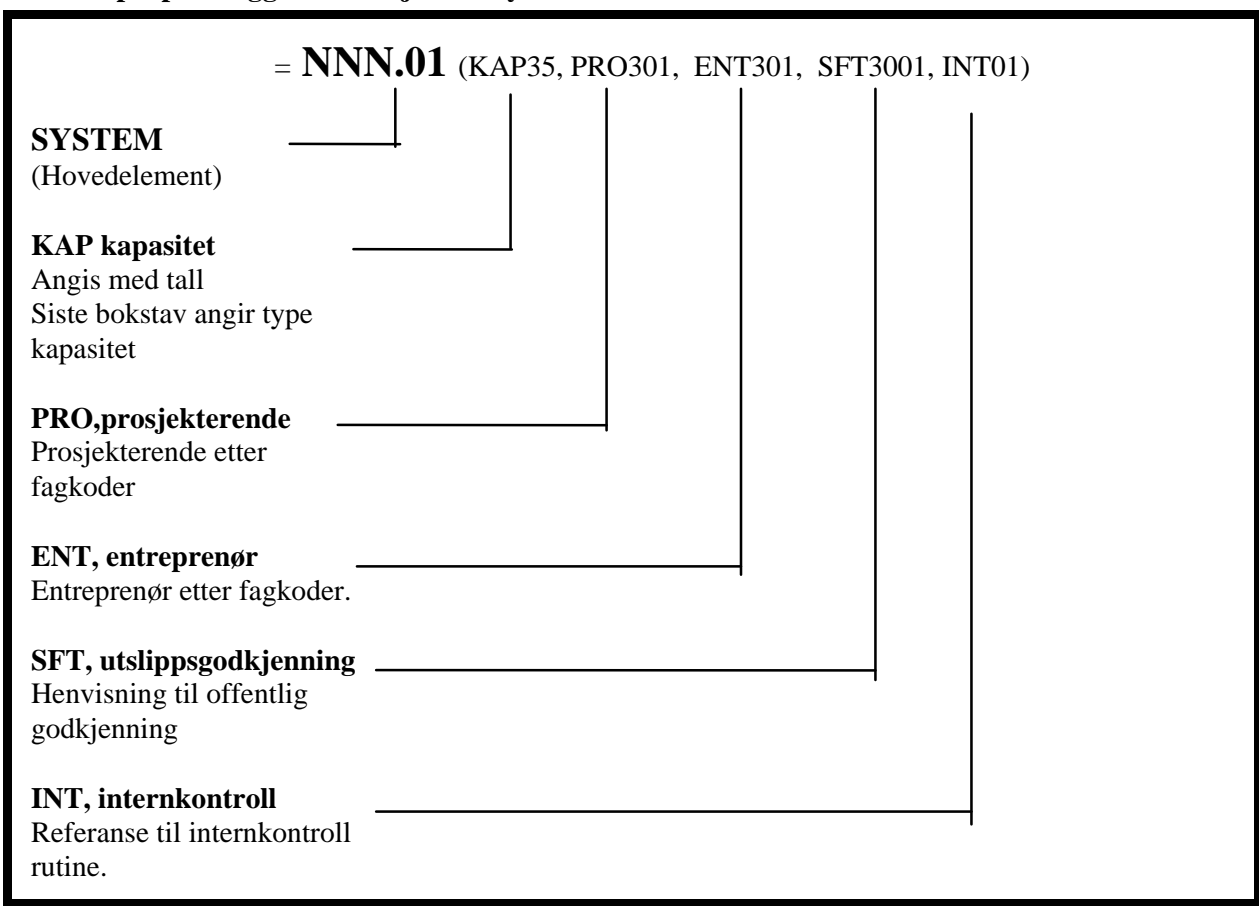 = NNN.01 (KAP35, PRO301, ENT301, SFT3001, INT01)
SYSTEM
(Hovedelement)
KAP kapasitet
Angis med tall
Siste bokstav angir type
kapasitet
PRO,prosjekterende
Prosjekterende etter
fagkoder
ENT, entreprenør
Entreprenør etter fagkoder.
SFT, utslippsgodkjenning
Henvisning til offentlig
godkjenning
INT, internkontroll
Referanse til internkontroll
rutine.